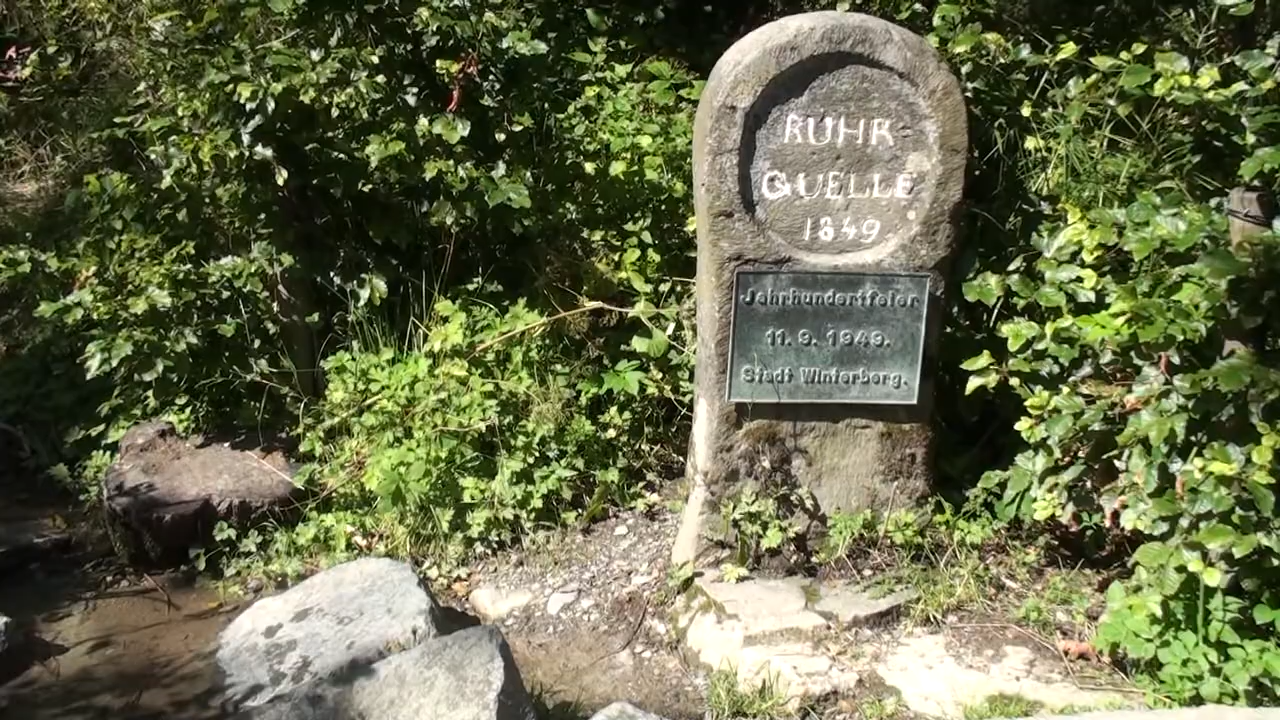 RUHR
QUELLE
1849
Jahrhundertfeier
11. 9. 1949.
Stadt Winterberg.